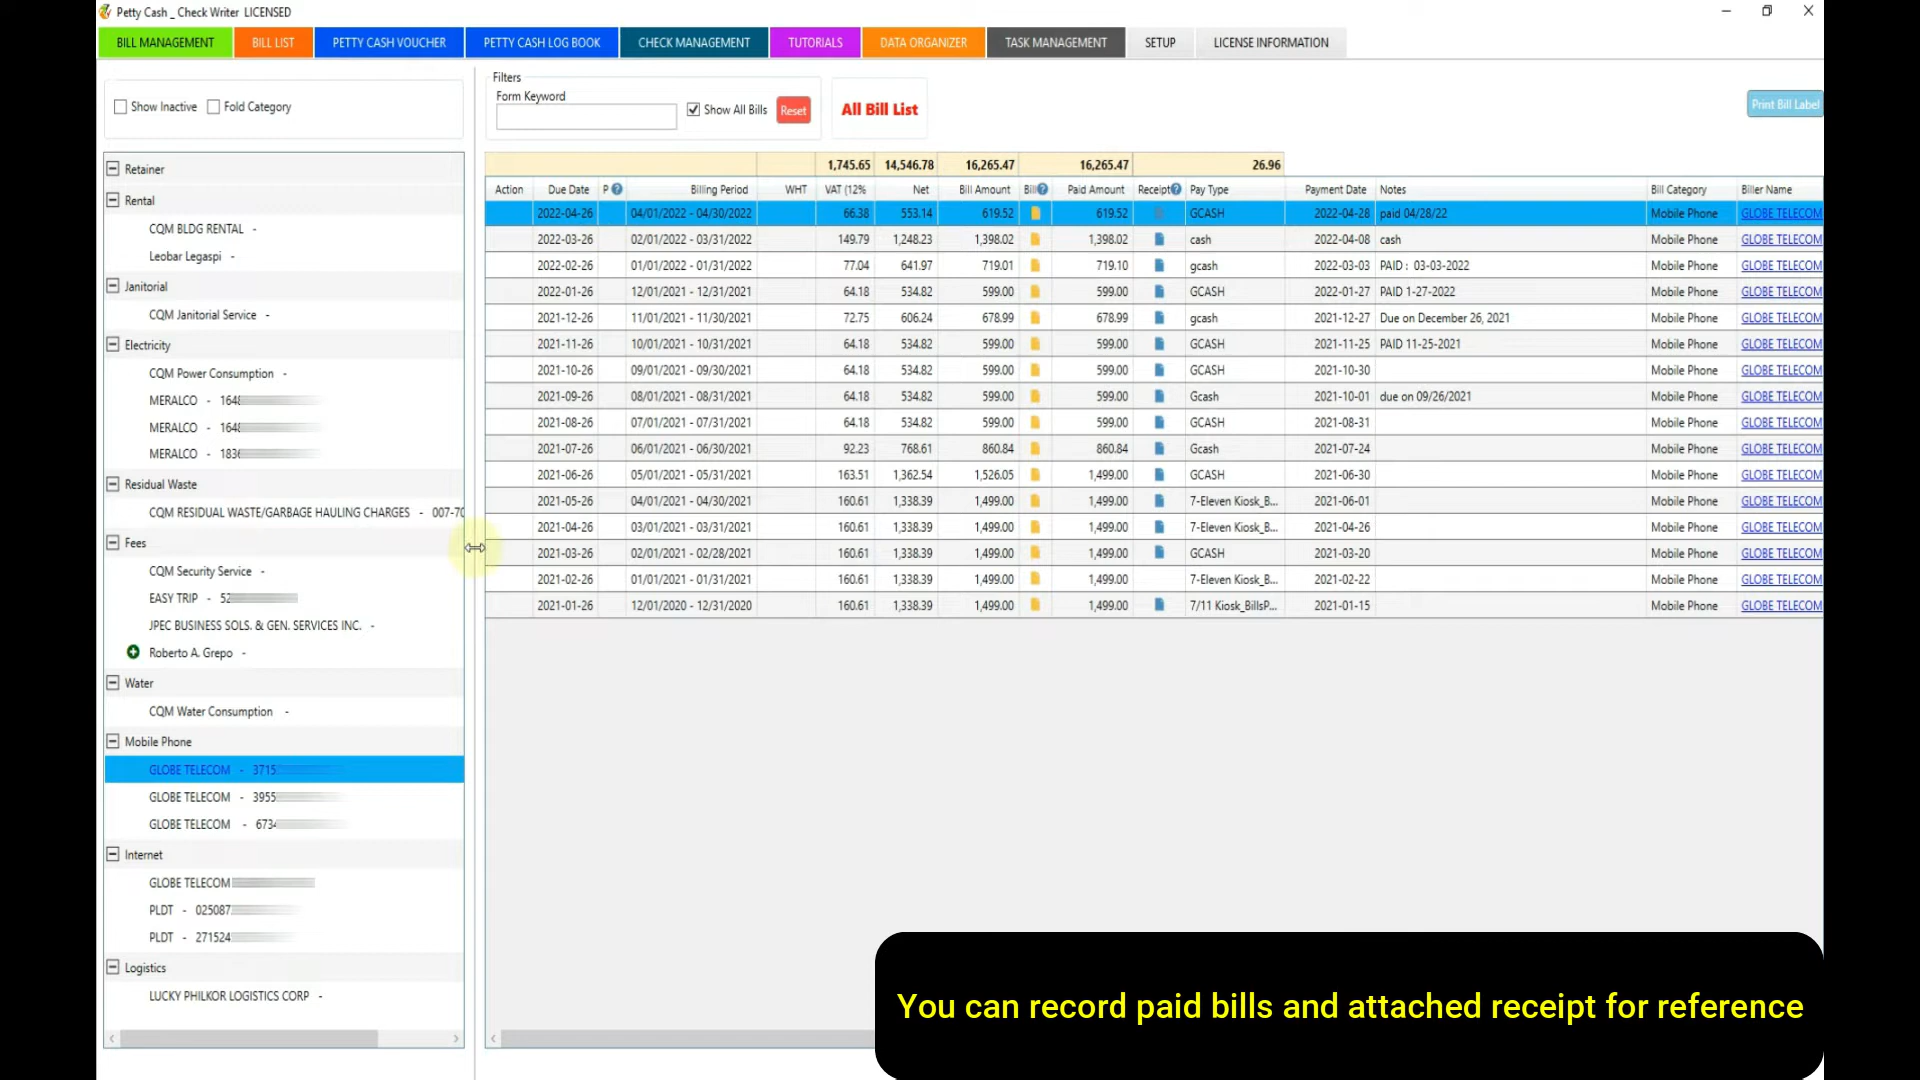 Petty Cash _ Check Writer LICENSED
BILL MANAGEMENT BILL LIST PETTY CASH VOUCHER PETTY CASH LOG BOOK CHECK MANAGEMENT TUTORIALS DATA ORGANIZER TASK MANAGEMENT SETUP LICENSE INFORMATION
Show Inactive Fold Category
Retainer
Rental
CQM BLDG RENTAL -
Leobar Legaspi -
Janitorial
CQM Janitorial Service -
Electricity
CQM Power Consumption -
MERALCO - 164
MERALCO - 164
MERALCO - 183
Residual Waste
CQM RESIDUAL WASTE/GARBAGE HAULING CHARGES - 007-70
Fees
CQM Security Service -
EASY TRIP - 52
JPEC BUSINESS SOLS. & GEN. SERVICES INC. -
Roberto A. Grepo -
Water
CQM Water Consumption -
Mobile Phone
GLOBE TELECOM - 3715
GLOBE TELECOM - 3955
GLOBE TELECOM - 673
Internet
GLOBE TELECOM
PLDT - 025087
PLDT - 271524
Logistics
LUCKY PHILKOR LOGISTICS CORP -
Filters
Form Keyword
Show All Bills Reset
All Bill List
Print Bill Label
1,745.65 14,546.78 16,265.47 16,265.47 26.96
Action Due Date P Billing Period WHT VAT (12% Net Bill Amount Bill Paid Amount Receipt Pay Type Payment Date Notes Bill Category Biller Name
2022-04-26 04/01/2022 - 04/30/2022 66.38 553.14 619.52 619.52 GCASH 2022-04-28 paid 04/28/22 Mobile Phone GLOBE TELECOM
2022-03-26 02/01/2022 - 03/31/2022 149.79 1,248.23 1,398.02 1,398.02 cash 2022-04-08 cash Mobile Phone GLOBE TELECOM
2022-02-26 01/01/2022 - 01/31/2022 77.04 641.97 719.01 719.10 gcash 2022-03-03 PAID : 03-03-2022 Mobile Phone GLOBE TELECOM
2022-01-26 12/01/2021 - 12/31/2021 64.18 534.82 599.00 599.00 GCASH 2022-01-27 PAID 1-27-2022 Mobile Phone GLOBE TELECOM
2021-12-26 11/01/2021 - 11/30/2021 72.75 606.24 678.99 678.99 gcash 2021-12-27 Due on December 26, 2021 Mobile Phone GLOBE TELECOM
2021-11-26 10/01/2021 - 10/31/2021 64.18 534.82 599.00 599.00 GCASH 2021-11-25 PAID 11-25-2021 Mobile Phone GLOBE TELECOM
2021-10-26 09/01/2021 - 09/30/2021 64.18 534.82 599.00 599.00 GCASH 2021-10-30 Mobile Phone GLOBE TELECOM
2021-09-26 08/01/2021 - 08/31/2021 64.18 534.82 599.00 599.00 Gcash 2021-10-01 due on 09/26/2021 Mobile Phone GLOBE TELECOM
2021-08-26 07/01/2021 - 07/31/2021 64.18 534.82 599.00 599.00 GCASH 2021-08-31 Mobile Phone GLOBE TELECOM
2021-07-26 06/01/2021 - 06/30/2021 92.23 768.61 860.84 860.84 Gcash 2021-07-24 Mobile Phone GLOBE TELECOM
2021-06-26 05/01/2021 - 05/31/2021 163.51 1,362.54 1,526.05 1,499.00 GCASH 2021-06-30 Mobile Phone GLOBE TELECOM
2021-05-26 04/01/2021 - 04/30/2021 160.61 1,338.39 1,499.00 1,499.00 7-Eleven Kiosk_B... 2021-06-01 Mobile Phone GLOBE TELECOM
2021-04-26 03/01/2021 - 03/31/2021 160.61 1,338.39 1,499.00 1,499.00 7-Eleven Kiosk_B... 2021-04-26 Mobile Phone GLOBE TELECOM
2021-03-26 02/01/2021 - 02/28/2021 160.61 1,338.39 1,499.00 1,499.00 GCASH 2021-03-20 Mobile Phone GLOBE TELECOM
2021-02-26 01/01/2021 - 01/31/2021 160.61 1,338.39 1,499.00 1,499.00 7-Eleven Kiosk_B... 2021-02-22 Mobile Phone GLOBE TELECOM
2021-01-26 12/01/2020 - 12/31/2020 160.61 1,338.39 1,499.00 1,499.00 7/11 Kiosk_BillsP... 2021-01-15 Mobile Phone GLOBE TELECOM
You can record paid bills and attached receipt for reference